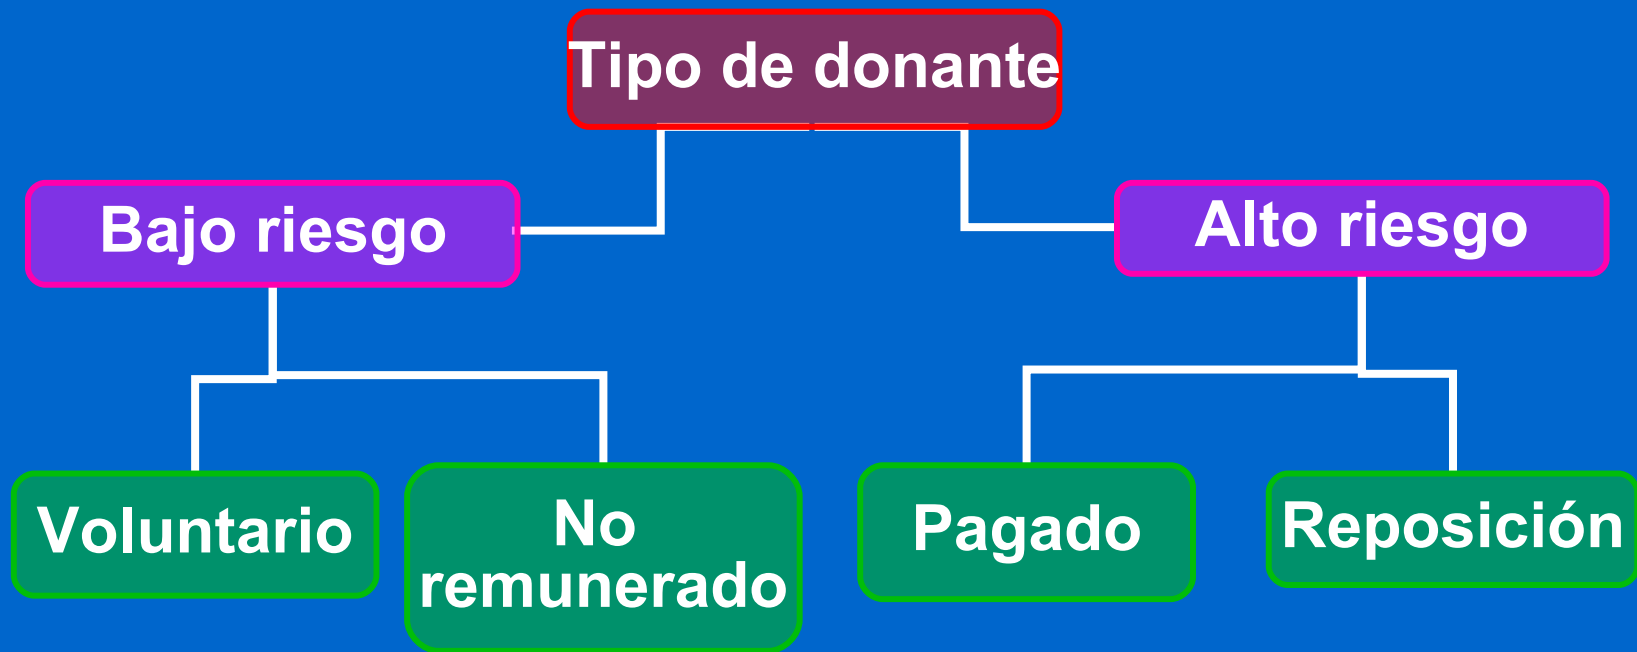 Tipo de donante
Bajo riesgo
Alto riesgo
Voluntario
No
remunerado
Pagado
Reposición